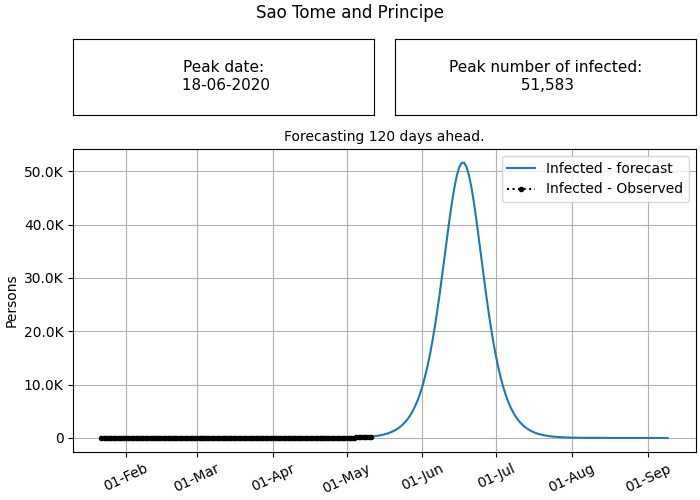 Sao Tome and Principe
Peak date:
18-06-2020
Peak number of infected:
51,583
Forecasting 120 days ahead.
Infected - forecast
Infected - Observed
Persons
50.0K
40.0K
30.0K
20.0K
10.0K
0
01-Feb
01-Mar
01-Apr
01-May
01-Jun
01-Jul
01-Aug
01-Sep